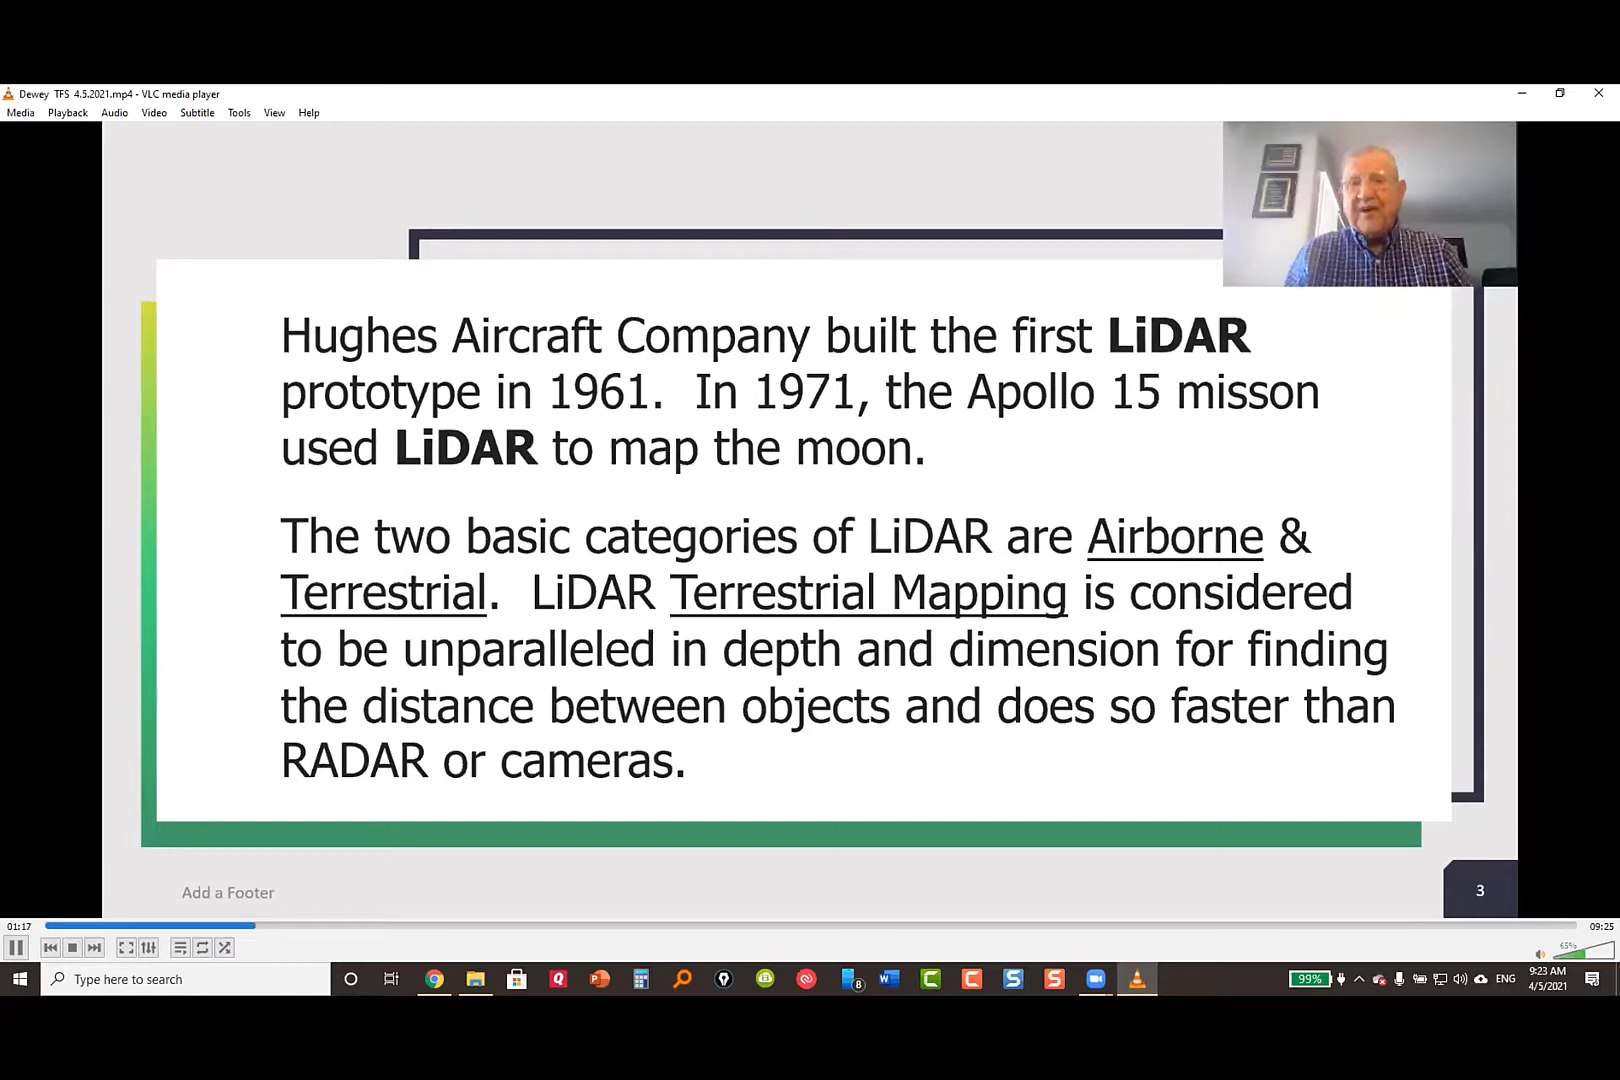 Dewey TFS 4.5.2021.mp4 - VLC media player
Media Playback Audio Video Subtitle Tools View Help
Hughes Aircraft Company built the first LiDAR
prototype in 1961. In 1971, the Apollo 15 misson
used LiDAR to map the moon.
The two basic categories of LiDAR are Airborne &
Terrestrial. LiDAR Terrestrial Mapping is considered
to be unparalleled in depth and dimension for finding
the distance between objects and does so faster than
RADAR or cameras.
Add a Footer
3
01:17
09:25
65%
Type here to search
8
99%
ENG
9:23 AM
4/5/2021